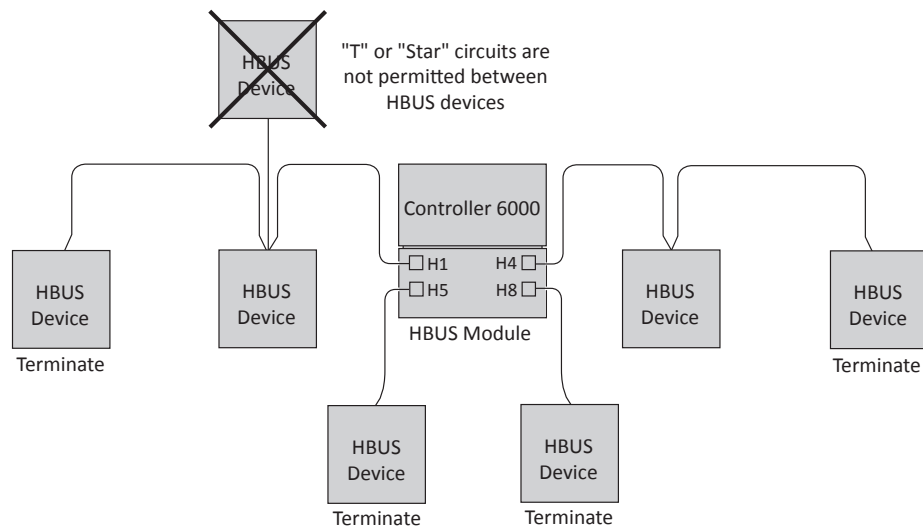 HBUS
Device
"T" or "Star" circuits are
not permitted between
HBUS devices
Controller 6000
H1 H4
H5 H8
HBUS Module
HBUS
Device
Terminate
HBUS
Device
HBUS
Device
HBUS
Device
Terminate
HBUS
Device
Terminate
HBUS
Device
Terminate